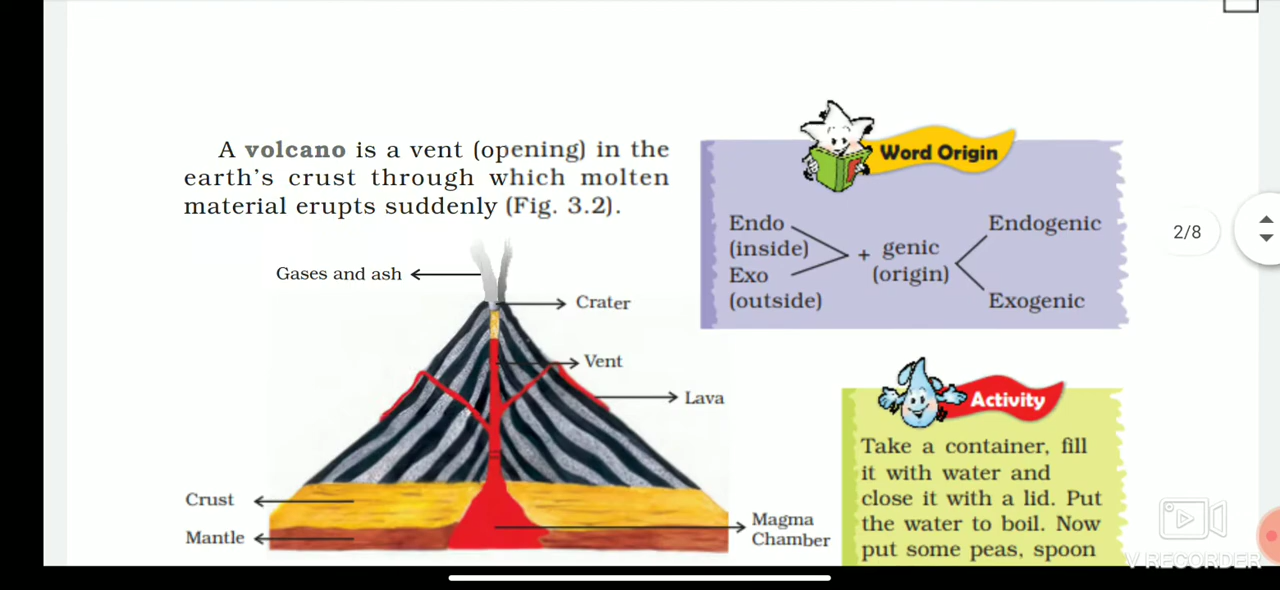 A volcano is a vent (opening) in the
earth's crust through which molten
material erupts suddenly (Fig. 3.2).
Gases and ash
Crater
Vent
Lava
Crust
Mantle
Magma
Chamber
Word Origin
Endo
(inside)
Exo
(outside)
+ genic
(origin)
Endogenic
Exogenic
2/8
Activity
Take a container, fill
it with water and
close it with a lid. Put
the water to boil. Now
put some peas, spoon
V RECORDER